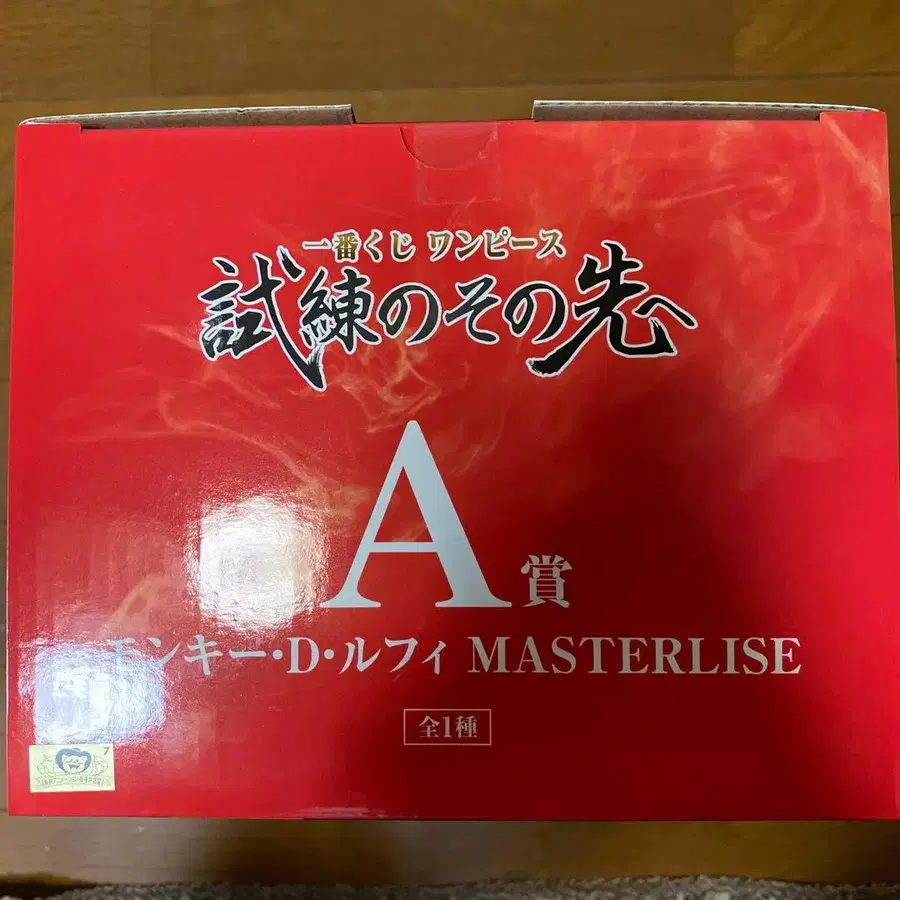 一番くじ ワンピース
試練のその先へ
A賞
モンキー・D・ルフィ MASTERLISE
全1種
7